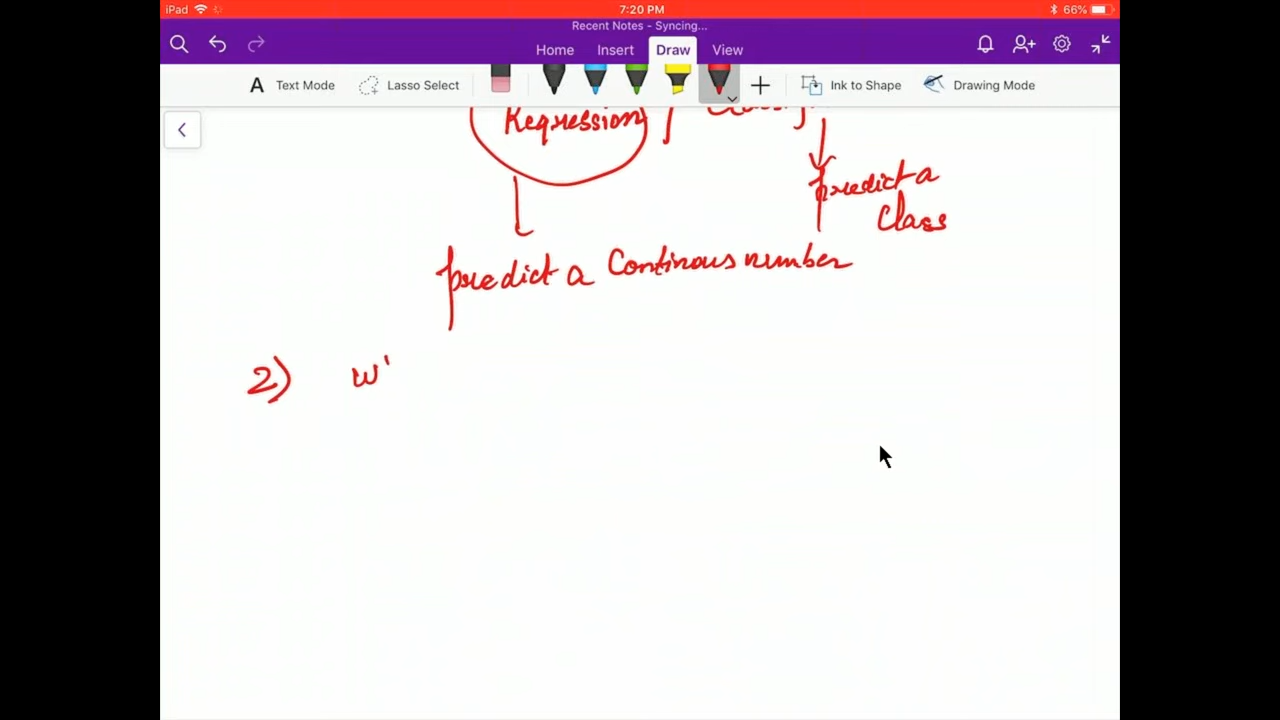 iPad 7:20 PM 66%
Recent Notes - Syncing...
Home Insert Draw View
A Text Mode Lasso Select Ink to Shape Drawing Mode
Regression
predict a
Class
predict a Continous number
2) w'